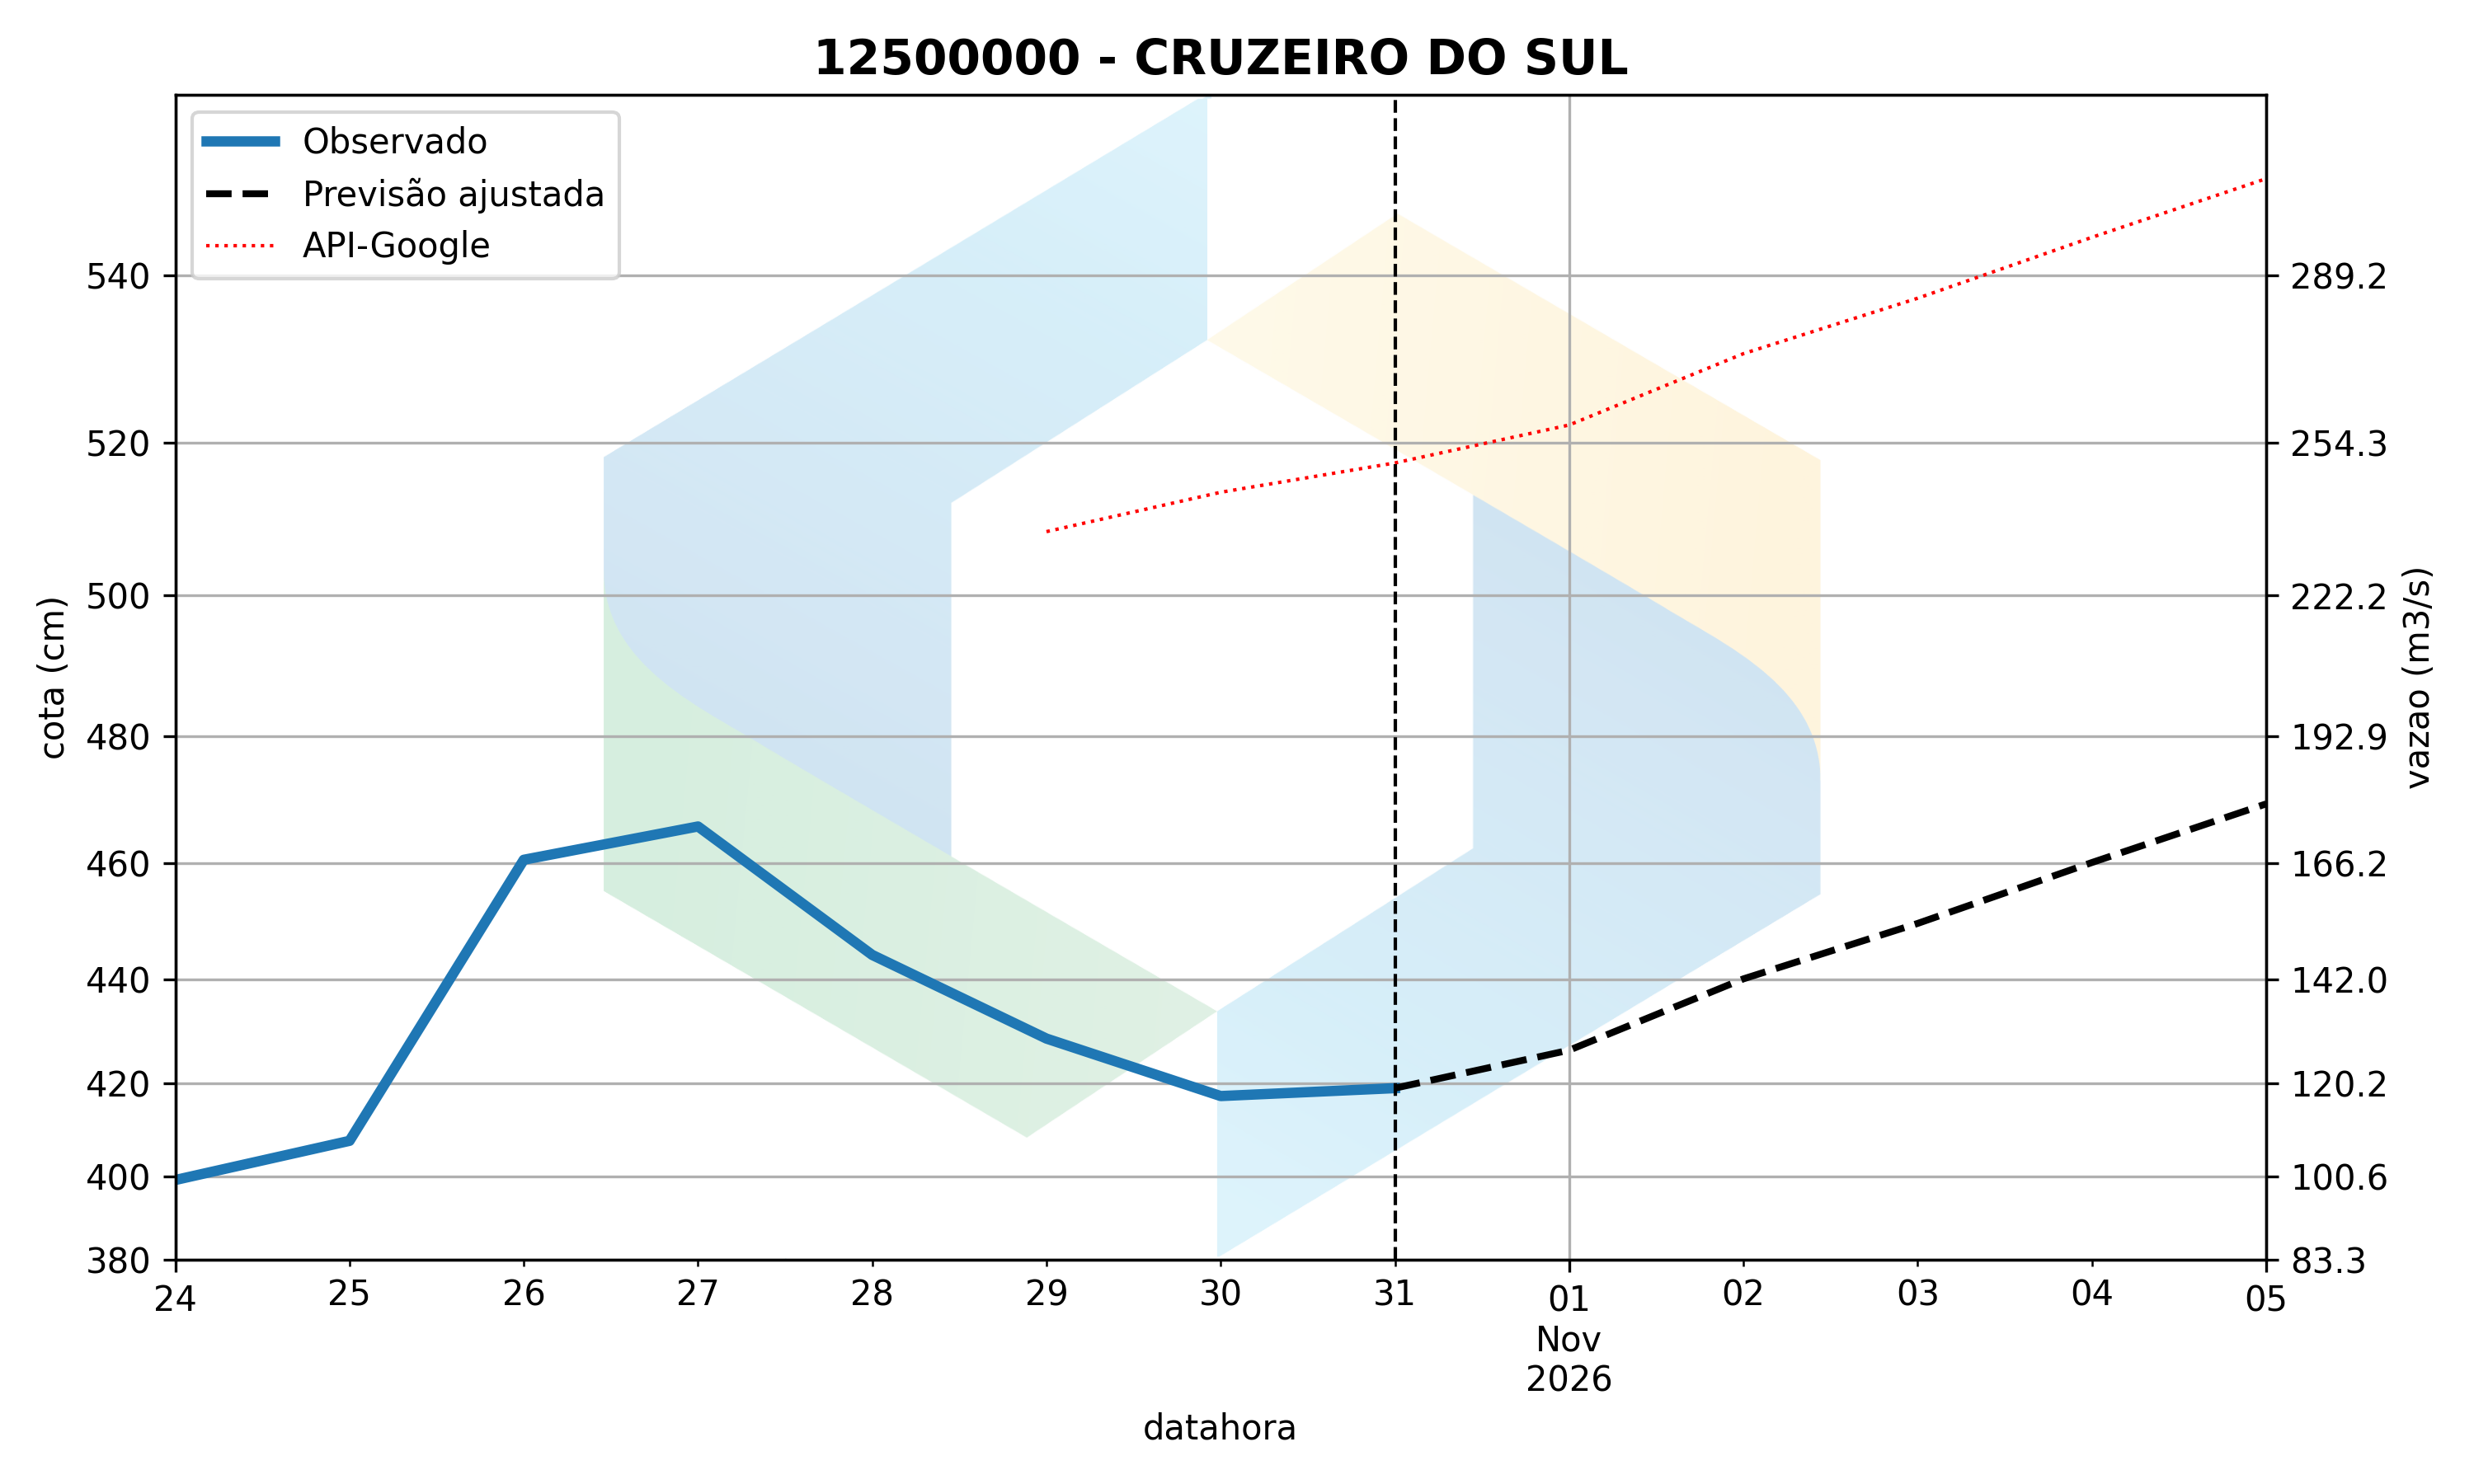 12500000 - CRUZEIRO DO SUL
Observado
Previsão ajustada
API-Google
cota (cm)
540
520
500
480
460
440
420
400
380
289.2
254.3
222.2
192.9
166.2
142.0
120.2
100.6
83.3
vazao (m3/s)
24 25 26 27 28 29 30 31 01 02 03 04 05
Nov
2026
datahora